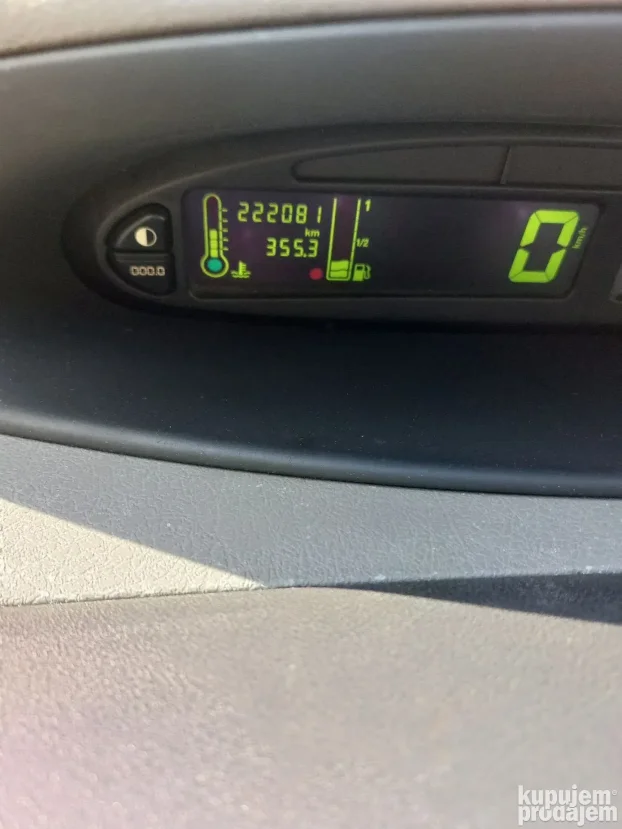 222081
1
km
355.3
1/2
0
km/h
000.0
kupujem
prodajem